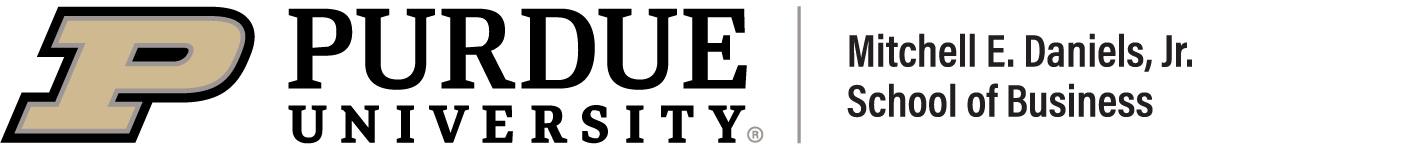 P
PURDUE
UNIVERSITY®
Mitchell E. Daniels, Jr.
School of Business